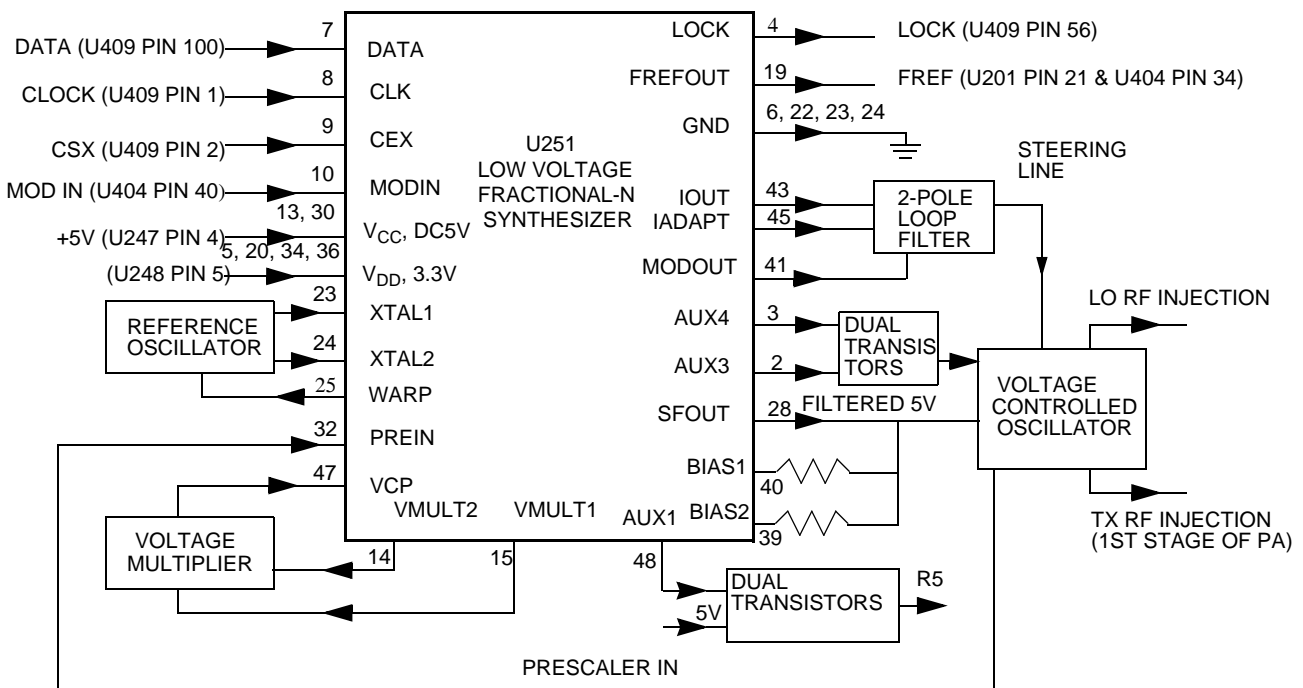 DATA (U409 PIN 100)
7
DATA
CLOCK (U409 PIN 1)
8
CLK
CSX (U409 PIN 2)
9
CEX
MOD IN (U404 PIN 40)
10
MODIN
+5V (U247 PIN 4)
13, 30
VCC, DC5V
(U248 PIN 5)
5, 20, 34, 36
VDD, 3.3V
REFERENCE
OSCILLATOR
23
XTAL1
24
XTAL2
25
WARP
32
PREIN
47
VCP
VOLTAGE
MULTIPLIER
14
VMULT2
15
VMULT1
U251
LOW VOLTAGE
FRACTIONAL-N
SYNTHESIZER
LOCK
4
LOCK (U409 PIN 56)
FREFOUT
19
FREF (U201 PIN 21 & U404 PIN 34)
GND
6, 22, 23, 24
IOUT
43
IADAPT
45
MODOUT
41
2-POLE
LOOP
FILTER
STEERING
LINE
AUX4
3
AUX3
2
DUAL
TRANSIS
TORS
SFOUT
28
FILTERED 5V
BIAS1
40
BIAS2
39
VOLTAGE
CONTROLLED
OSCILLATOR
LO RF INJECTION
TX RF INJECTION
(1ST STAGE OF PA)
AUX1
48
5V
DUAL
TRANSISTORS
R5
PRESCALER IN